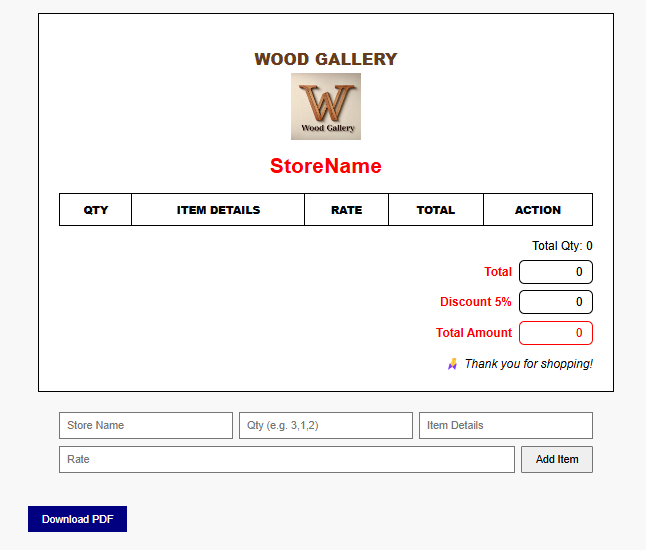 WOOD GALLERY
W
Wood Gallery
StoreName
QTY ITEM DETAILS RATE TOTAL ACTION
Total Qty: 0
Total 0
Discount 5% 0
Total Amount 0
Thank you for shopping!
Store Name Qty (e.g. 3,1,2) Item Details
Rate Add Item
Download PDF